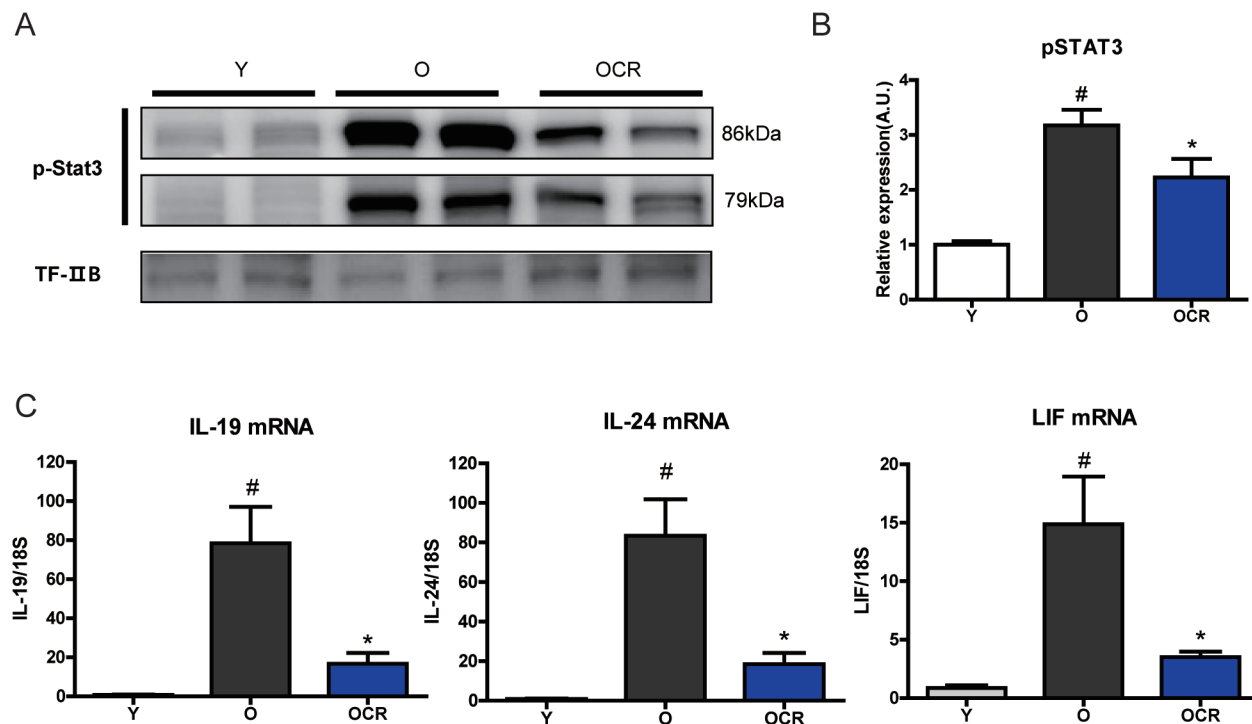 A
Y O OCR
p-Stat3
86kDa
79kDa
TF-ⅡB
B
pSTAT3
Relative expression(A.U.)
4
3
2
1
0
#
*
Y O OCR
C
IL-19 mRNA
IL-19/18S
120
100
80
60
40
20
0
#
*
Y O OCR
IL-24 mRNA
IL-24/18S
120
100
80
60
40
20
0
#
*
Y O OCR
LIF mRNA
LIF/18S
20
15
10
5
0
#
*
Y O OCR